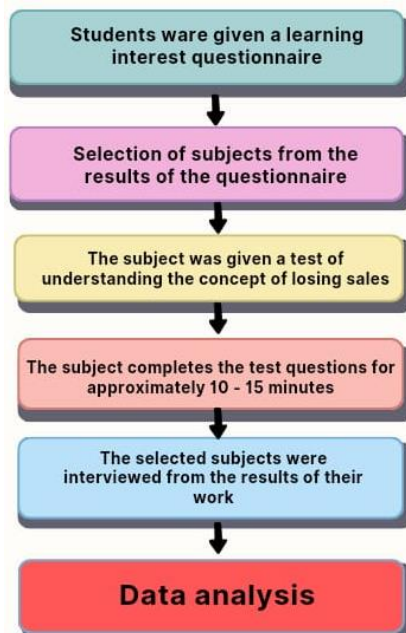 Students ware given a learning
interest questionnaire
Selection of subjects from the
results of the questionnaire
The subject was given a test of
understanding the concept of losing sales
The subject completes the test questions for
approximately 10 - 15 minutes
The selected subjects were
interviewed from the results of their
work
Data analysis